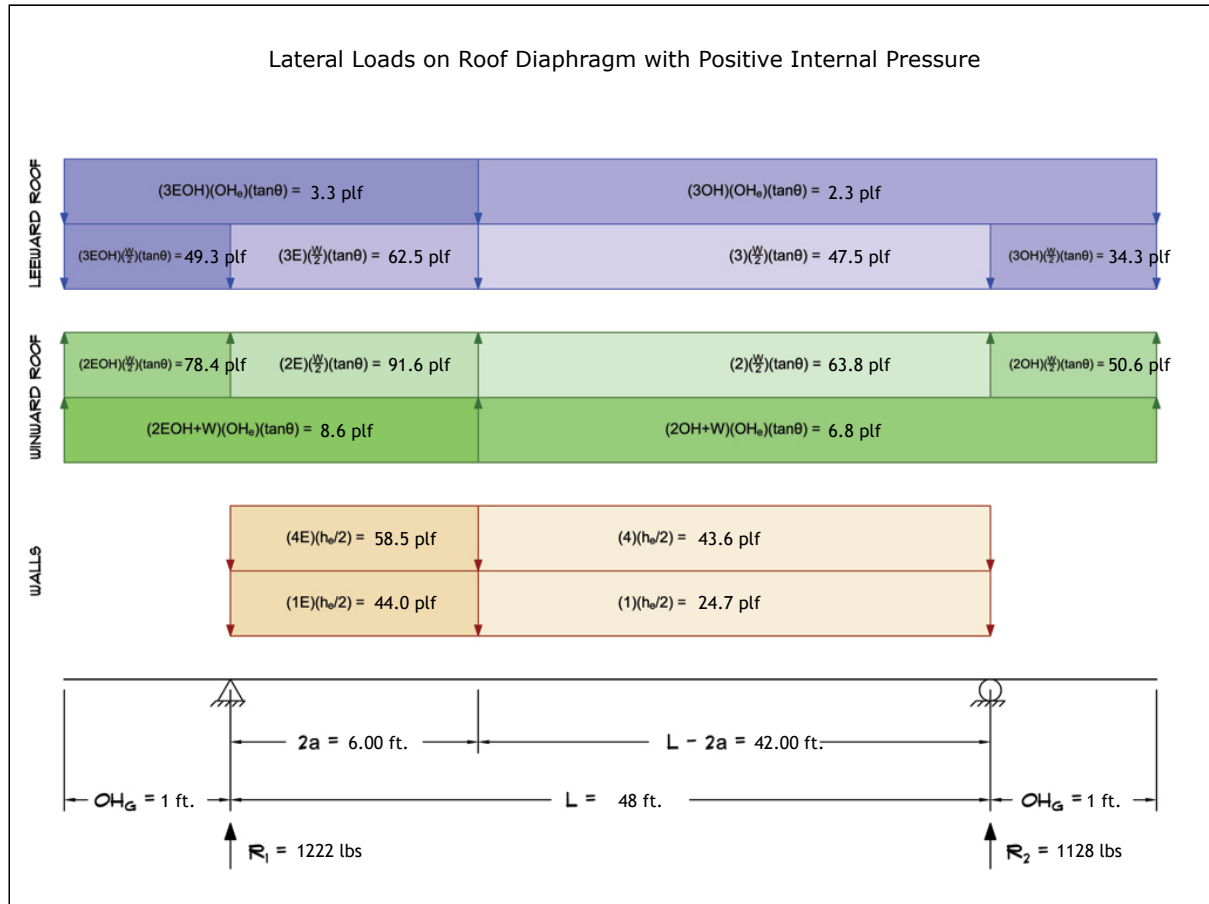 Lateral Loads on Roof Diaphragm with Positive Internal Pressure
LEEWARD ROOF
(3EOH)(OHₑ)(tanθ) = 3.3 plf
(3OH)(OHₑ)(tanθ) = 2.3 plf
(3EOH)(W/2)(tanθ) = 49.3 plf
(3E)(W/2)(tanθ) = 62.5 plf
(3)(W/2)(tanθ) = 47.5 plf
(3OH)(W/2)(tanθ) = 34.3 plf
WINWARD ROOF
(2EOH)(W/2)(tanθ) = 78.4 plf
(2E)(W/2)(tanθ) = 91.6 plf
(2)(W/2)(tanθ) = 63.8 plf
(2OH)(W/2)(tanθ) = 50.6 plf
(2EOH+W)(OHₑ)(tanθ) = 8.6 plf
(2OH+W)(OHₑ)(tanθ) = 6.8 plf
WALLS
(4E)(hₑ/2) = 58.5 plf
(4)(hₑ/2) = 43.6 plf
(1E)(hₑ/2) = 44.0 plf
(1)(hₑ/2) = 24.7 plf
2a = 6.00 ft.
L - 2a = 42.00 ft.
OH_G = 1 ft.
L = 48 ft.
OH_G = 1 ft.
R₁ = 1222 lbs
R₂ = 1128 lbs